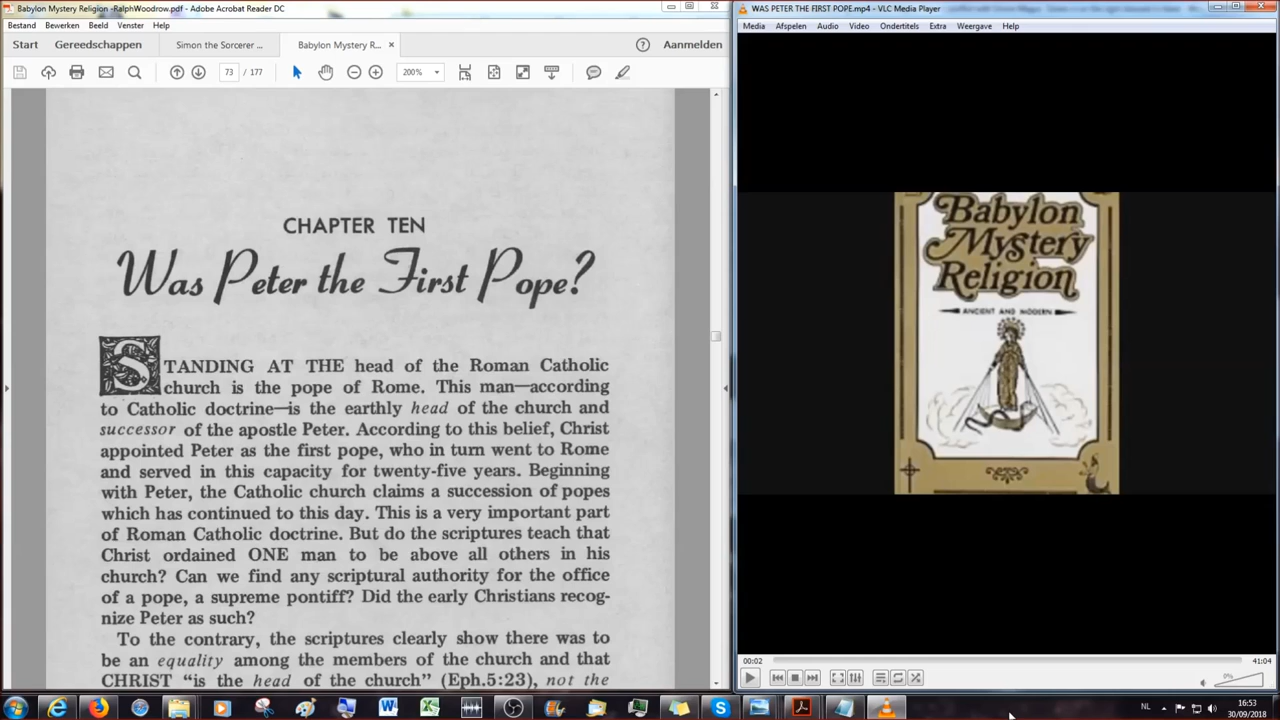 Babylon Mystery Religion -RalphWoodrow.pdf - Adobe Acrobat Reader DC
Bestand Bewerken Beeld Venster Help
Start Gereedschappen Simon the Sorcerer ... Babylon Mystery R... × Aanmelden
73 / 177 200%
CHAPTER TEN
Was Peter the First Pope?
STANDING AT THE head of the Roman Catholic
church is the pope of Rome. This man—according
to Catholic doctrine—is the earthly head of the church and
successor of the apostle Peter. According to this belief, Christ
appointed Peter as the first pope, who in turn went to Rome
and served in this capacity for twenty-five years. Beginning
with Peter, the Catholic church claims a succession of popes
which has continued to this day. This is a very important part
of Roman Catholic doctrine. But do the scriptures teach that
Christ ordained ONE man to be above all others in his
church? Can we find any scriptural authority for the office
of a pope, a supreme pontiff? Did the early Christians recog-
nize Peter as such?
To the contrary, the scriptures clearly show there was to
be an equality among the members of the church and that
CHRIST “is the head of the church” (Eph.5:23), not the
WAS PETER THE FIRST POPE.mp4 - VLC Media Player
Media Afspelen Audio Video Ondertitels Extra Weergave Help
Babylon
Mystery
Religion
ANCIENT AND MODERN
00:02 41:04
0%
NL 16:53
30/09/2018